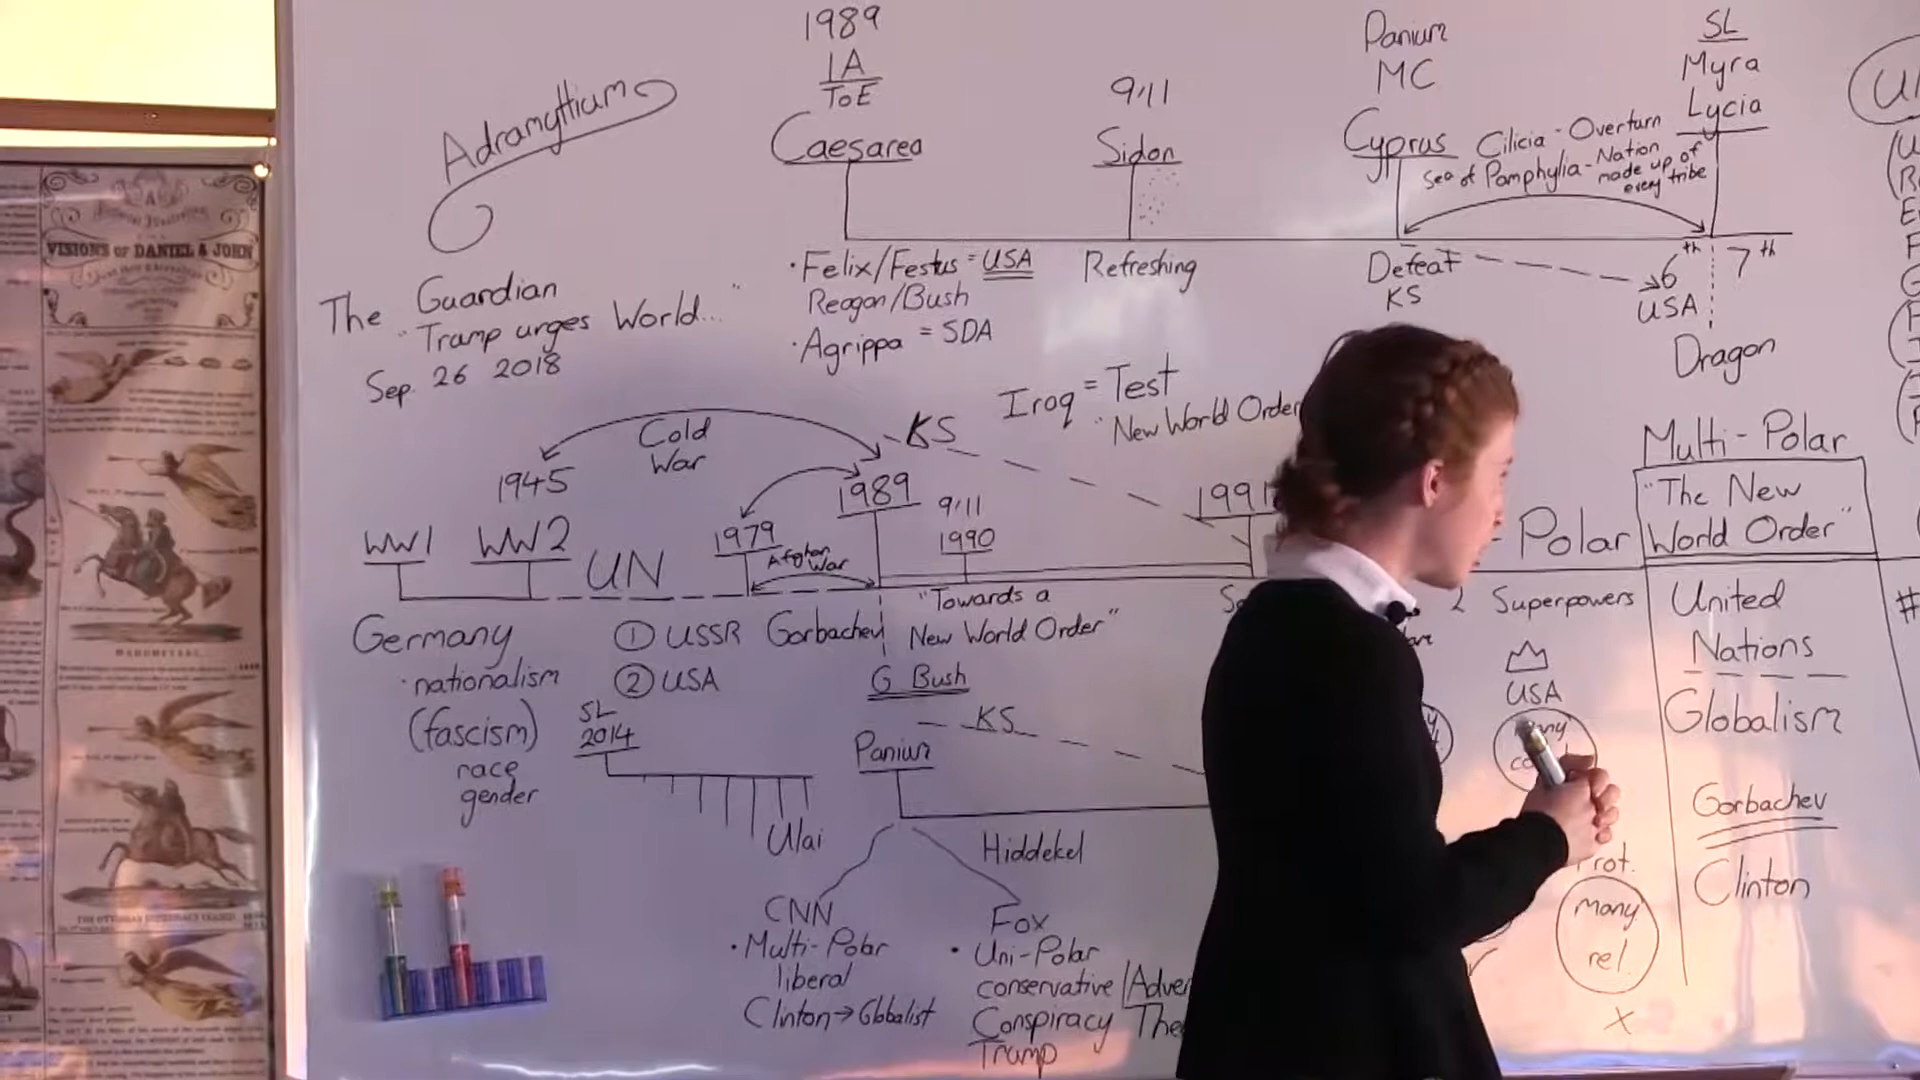 Adramyttium
The Guardian
"Tramp urges World..."
Sep. 26 2018
1989
1A
ToE
Caesarea
9/11
Sidon
Panium
MC
Cyprus
Cilicia - Overturn
Sea of Pamphylia - Nation
made up of
every tribe
SL
Myra
Lycia
· Felix/Festus = USA
Reagan/Bush
· Agrippa = SDA
Refreshing
Defeat
KS
6th
USA
7th
Dragon
Iraq = Test
"New World Order
Cold
War
KS
1945
WW1
WW2
UN
1979
Afghan
War
1989
9/11
1990
1991
"Towards a
New World Order"
Germany
· nationalism
(fascism)
race
gender
① USSR Gorbachev
② USA
G Bush
SL
2014
Ulai
Panium
KS
Hiddekel
CNN
· Multi-Polar
liberal
Clinton → Globalist
Fox
· Uni-Polar
conservative
Conspiracy
Trump
Polar
2 Superpowers
USA
Prot.
many
rel.
x
Multi-Polar
"The New
World Order"
United
Nations
Globalism
Gorbachev
Clinton
VISIONS OF DANIEL & JOHN